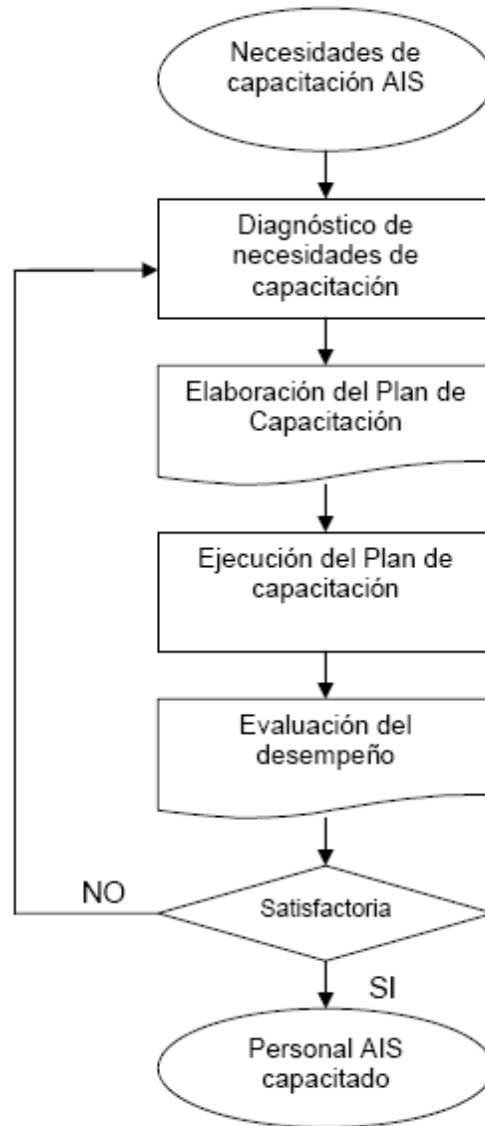 Necesidades de
capacitación AIS
Diagnóstico de
necesidades de
capacitación
Elaboración del Plan de
Capacitación
Ejecución del Plan de
capacitación
Evaluación del
desempeño
NO
Satisfactoria
SI
Personal AIS
capacitado